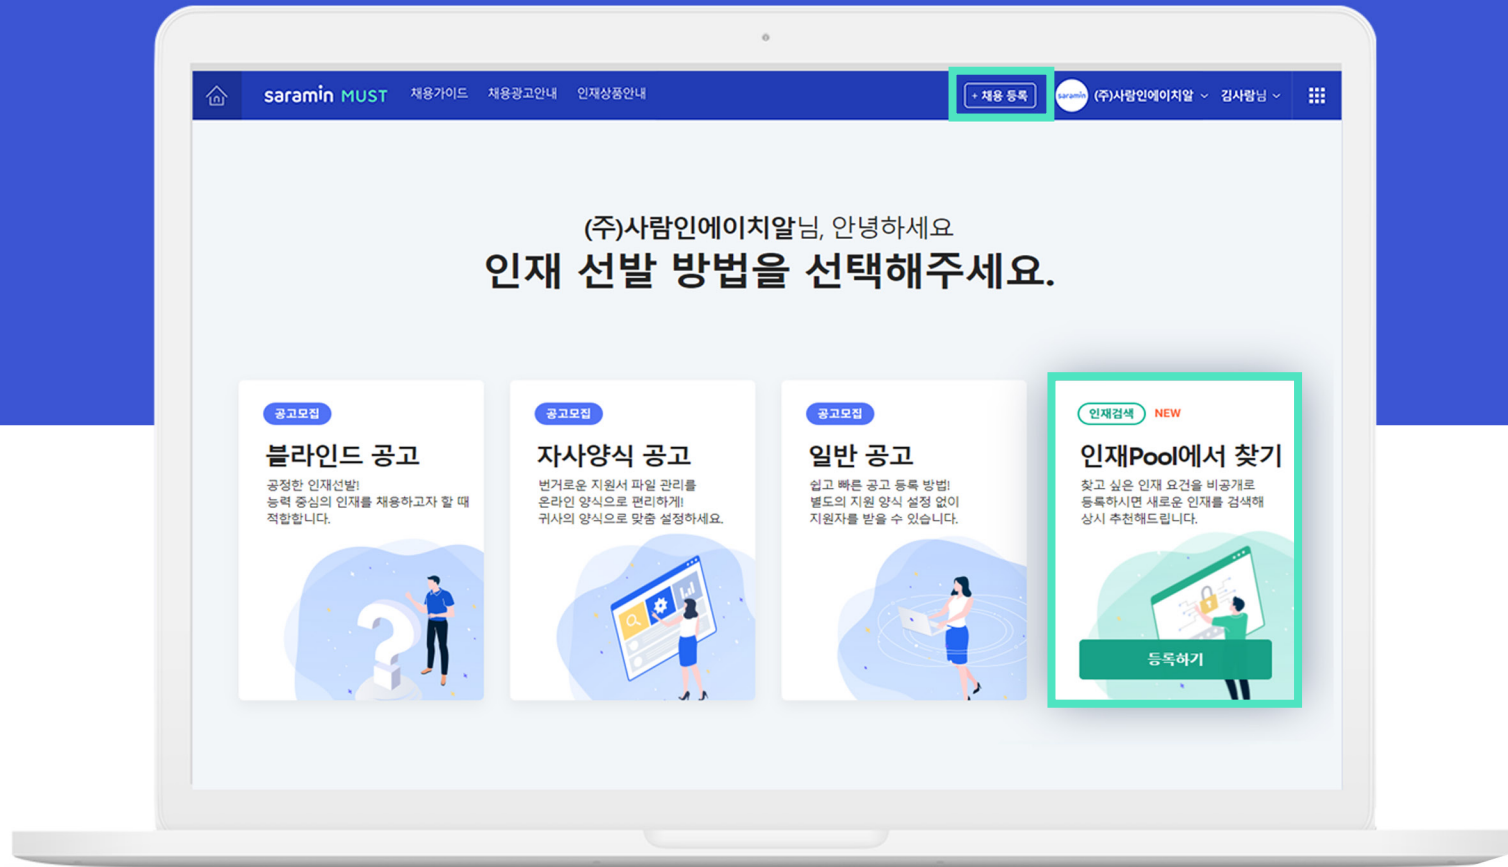 saramin MUST 채용가이드 채용광고안내 인재상품안내 + 채용 등록 saramin (주)사람인에이치알 김사람님
(주)사람인에이치알님, 안녕하세요
인재 선발 방법을 선택해주세요.
공고모집
블라인드 공고
공정한 인재선발!
능력 중심의 인재를 채용하고자 할 때
적합합니다.
공고모집
자사양식 공고
번거로운 지원서 파일 관리를
온라인 양식으로 편리하게!
귀사의 양식으로 맞춤 설정하세요.
공고모집
일반 공고
쉽고 빠른 공고 등록 방법!
별도의 지원 양식 설정 없이
지원자를 받을 수 있습니다.
인재검색 NEW
인재Pool에서 찾기
찾고 싶은 인재 요건을 비공개로
등록하시면 새로운 인재를 검색해
상시 추천해드립니다.
등록하기